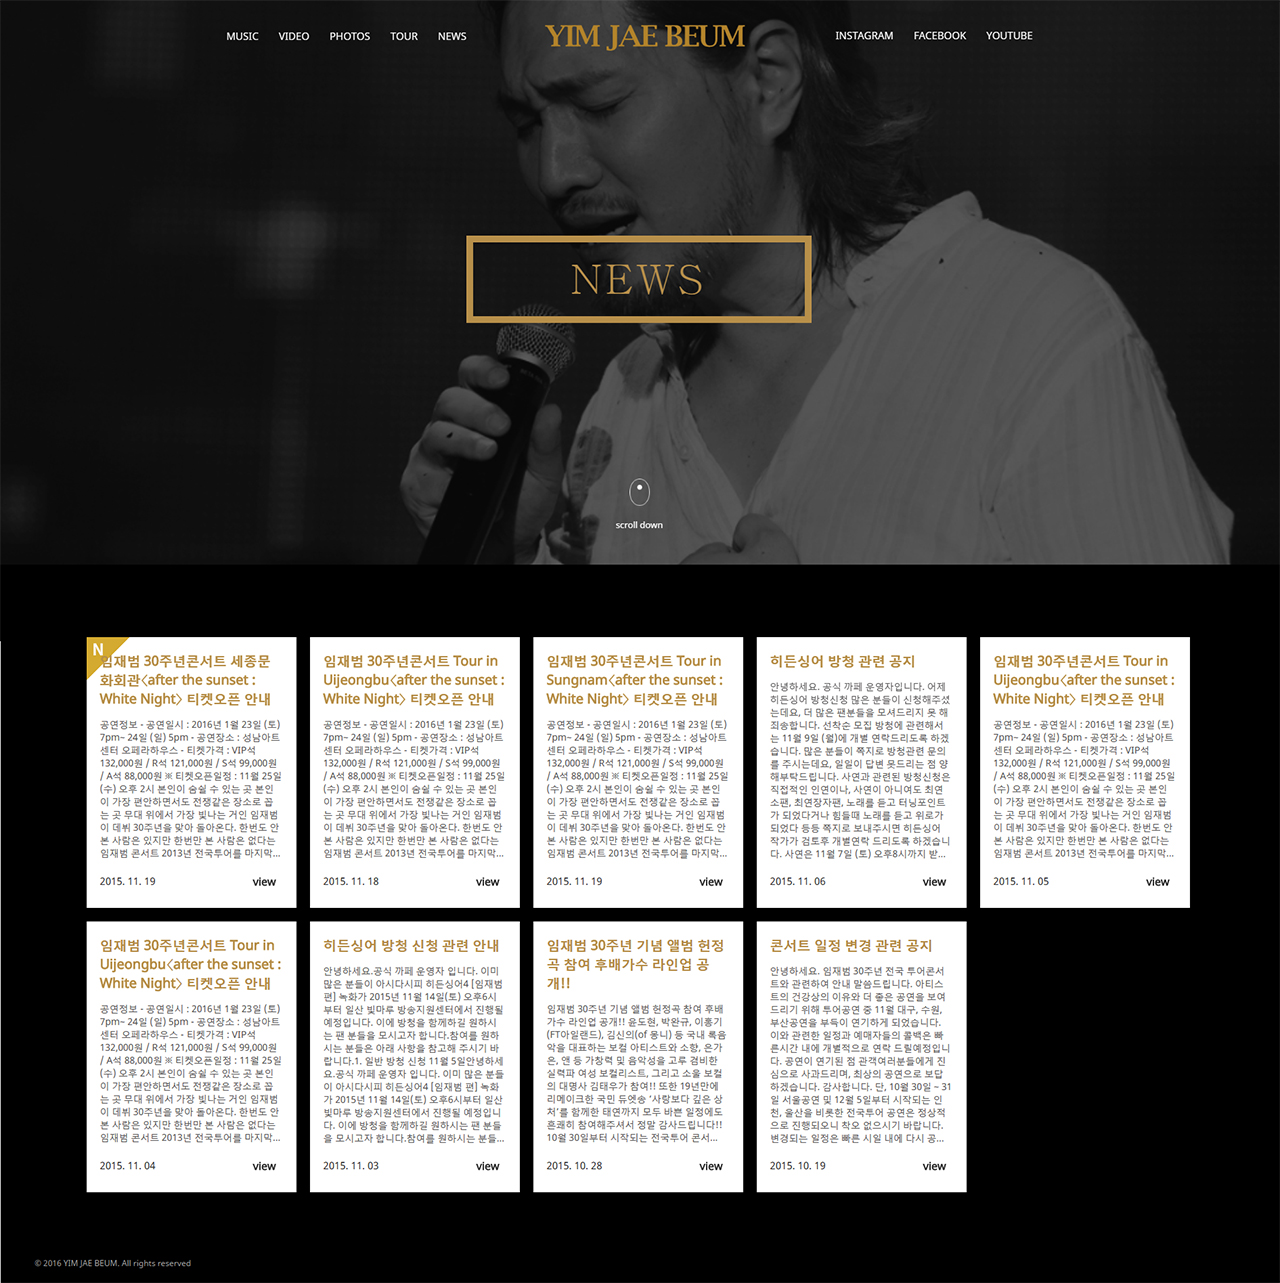 MUSIC VIDEO PHOTOS TOUR NEWS YIM JAE BEUM INSTAGRAM FACEBOOK YOUTUBE
NEWS
scroll down
N
임재범 30주년콘서트 세종문
화회관<after the sunset :
White Night> 티켓오픈 안내
공연정보 - 공연일시 : 2016년 1월 23일 (토)
7pm~ 24일 (일) 5pm - 공연장소 : 성남아트
센터 오페라하우스 - 티켓가격 : VIP석
132,000원 / R석 121,000원 / S석 99,000원
/ A석 88,000원 ※ 티켓오픈일정 : 11월 25일
(수) 오후 2시 본인이 숨쉴 수 있는 곳 본인
이 가장 편안하면서도 전쟁같은 장소로 꼽
는 곳 무대 위에서 가장 빛나는 거인 임재범
이 데뷔 30주년을 맞아 돌아온다. 한번도 안
본 사람은 있지만 한번만 본 사람은 없다는
임재범 콘서트 2013년 전국투어를 마지막...
2015. 11. 19 view
임재범 30주년콘서트 Tour in
Uijeongbu<after the sunset :
White Night> 티켓오픈 안내
공연정보 - 공연일시 : 2016년 1월 23일 (토)
7pm~ 24일 (일) 5pm - 공연장소 : 성남아트
센터 오페라하우스 - 티켓가격 : VIP석
132,000원 / R석 121,000원 / S석 99,000원
/ A석 88,000원 ※ 티켓오픈일정 : 11월 25일
(수) 오후 2시 본인이 숨쉴 수 있는 곳 본인
이 가장 편안하면서도 전쟁같은 장소로 꼽
는 곳 무대 위에서 가장 빛나는 거인 임재범
이 데뷔 30주년을 맞아 돌아온다. 한번도 안
본 사람은 있지만 한번만 본 사람은 없다는
임재범 콘서트 2013년 전국투어를 마지막...
2015. 11. 18 view
임재범 30주년콘서트 Tour in
Sungnam<after the sunset :
White Night> 티켓오픈 안내
공연정보 - 공연일시 : 2016년 1월 23일 (토)
7pm~ 24일 (일) 5pm - 공연장소 : 성남아트
센터 오페라하우스 - 티켓가격 : VIP석
132,000원 / R석 121,000원 / S석 99,000원
/ A석 88,000원 ※ 티켓오픈일정 : 11월 25일
(수) 오후 2시 본인이 숨쉴 수 있는 곳 본인
이 가장 편안하면서도 전쟁같은 장소로 꼽
는 곳 무대 위에서 가장 빛나는 거인 임재범
이 데뷔 30주년을 맞아 돌아온다. 한번도 안
본 사람은 있지만 한번만 본 사람은 없다는
임재범 콘서트 2013년 전국투어를 마지막...
2015. 11. 19 view
히든싱어 방청 관련 공지
안녕하세요. 공식 까페 운영자입니다. 어제
히든싱어 방청신청 많은 분들이 신청해주셨
는데요, 더 많은 팬분들을 모셔드리지 못 해
죄송합니다. 선착순 모집 방청에 관련해서
는 11월 9일 (월)에 개별 연락드리도록 하겠
습니다. 많은 분들이 쪽지로 방청관련 문의
를 주시는데요, 일일이 답변 못드리는 점 양
해부탁드립니다. 사연과 관련된 방청신청은
직접적인 인연이나, 사연이 아니여도 최연
소팬, 최연장자팬, 노래를 듣고 터닝포인트
가 되었다거나 힘들때 노래를 듣고 위로가
되었다 등등 쪽지로 보내주시면 히든싱어
작가가 검토후 개별연락 드리도록 하겠습니
다. 사연은 11월 7일 (토) 오후8시까지 받...
2015. 11. 06 view
임재범 30주년콘서트 Tour in
Uijeongbu<after the sunset :
White Night> 티켓오픈 안내
공연정보 - 공연일시 : 2016년 1월 23일 (토)
7pm~ 24일 (일) 5pm - 공연장소 : 성남아트
센터 오페라하우스 - 티켓가격 : VIP석
132,000원 / R석 121,000원 / S석 99,000원
/ A석 88,000원 ※ 티켓오픈일정 : 11월 25일
(수) 오후 2시 본인이 숨쉴 수 있는 곳 본인
이 가장 편안하면서도 전쟁같은 장소로 꼽
는 곳 무대 위에서 가장 빛나는 거인 임재범
이 데뷔 30주년을 맞아 돌아온다. 한번도 안
본 사람은 있지만 한번만 본 사람은 없다는
임재범 콘서트 2013년 전국투어를 마지막...
2015. 11. 05 view
임재범 30주년콘서트 Tour in
Uijeongbu<after the sunset :
White Night> 티켓오픈 안내
공연정보 - 공연일시 : 2016년 1월 23일 (토)
7pm~ 24일 (일) 5pm - 공연장소 : 성남아트
센터 오페라하우스 - 티켓가격 : VIP석
132,000원 / R석 121,000원 / S석 99,000원
/ A석 88,000원 ※ 티켓오픈일정 : 11월 25일
(수) 오후 2시 본인이 숨쉴 수 있는 곳 본인
이 가장 편안하면서도 전쟁같은 장소로 꼽
는 곳 무대 위에서 가장 빛나는 거인 임재범
이 데뷔 30주년을 맞아 돌아온다. 한번도 안
본 사람은 있지만 한번만 본 사람은 없다는
임재범 콘서트 2013년 전국투어를 마지막...
2015. 11. 04 view
히든싱어 방청 신청 관련 안내
안녕하세요.공식 까페 운영자 입니다. 이미
많은 분들이 아시다시피 히든싱어4 [임재범
편] 녹화가 2015년 11월 14일(토) 오후6시
부터 일산 빛마루 방송지원센터에서 진행될
예정입니다. 이에 방청을 함께하길 원하시
는 팬 분들을 모시고자 합니다.참여를 원하
시는 분들은 아래 사항을 참고해 주시기 바
랍니다.1. 일반 방청 신청 11월 5일안녕하세
요.공식 까페 운영자 입니다. 이미 많은 분들
이 아시다시피 히든싱어4 [임재범 편] 녹화
가 2015년 11월 14일(토) 오후6시부터 일산
빛마루 방송지원센터에서 진행될 예정입니
다. 이에 방청을 함께하길 원하시는 팬 분들
을 모시고자 합니다.참여를 원하시는 분들...
2015. 11. 03 view
임재범 30주년 기념 앨범 헌정
곡 참여 후배가수 라인업 공
개!!
임재범 30주년 기념 앨범 헌정곡 참여 후배
가수 라인업 공개!! 윤도현, 박완규, 이홍기
(FT아일랜드), 김신의(of 몽니) 등 국내 록음
악을 대표하는 보컬 아티스트와 소향, 은가
은, 앤 등 가창력 및 음악성을 고루 겸비한
실력파 여성 보컬리스트, 그리고 소울 보컬
의 대명사 김태우가 참여!! 또한 19년만에
리메이크한 국민 듀엣송 ‘사랑보다 깊은 상
처’를 함께한 태연까지 모두 바쁜 일정에도
흔쾌히 참여해주셔서 정말 감사드립니다!!
10월 30일부터 시작되는 전국투어 콘서...
2015. 10. 28 view
콘서트 일정 변경 관련 공지
안녕하세요. 임재범 30주년 전국 투어콘서
트와 관련하여 안내 말씀드립니다. 아티스
트의 건강상의 이유와 더 좋은 공연을 보여
드리기 위해 투어공연 중 11월 대구, 수원,
부산공연을 부득이 연기하게 되었습니다.
이와 관련한 일정과 예매자들의 콜백은 빠
른시간 내에 개별적으로 연락 드릴예정입니
다. 공연이 연기된 점 관객여러분들에게 진
심으로 사과드리며, 최상의 공연으로 보답
하겠습니다. 감사합니다. 단, 10월 30일 ~ 31
일 서울공연 및 12월 5일부터 시작되는 인
천, 울산을 비롯한 전국투어 공연은 정상적
으로 진행되오니 착오 없으시기 바랍니다.
변경되는 일정은 빠른 시일 내에 다시 공...
2015. 10. 19 view
© 2016 YIM JAE BEUM. All rights reserved